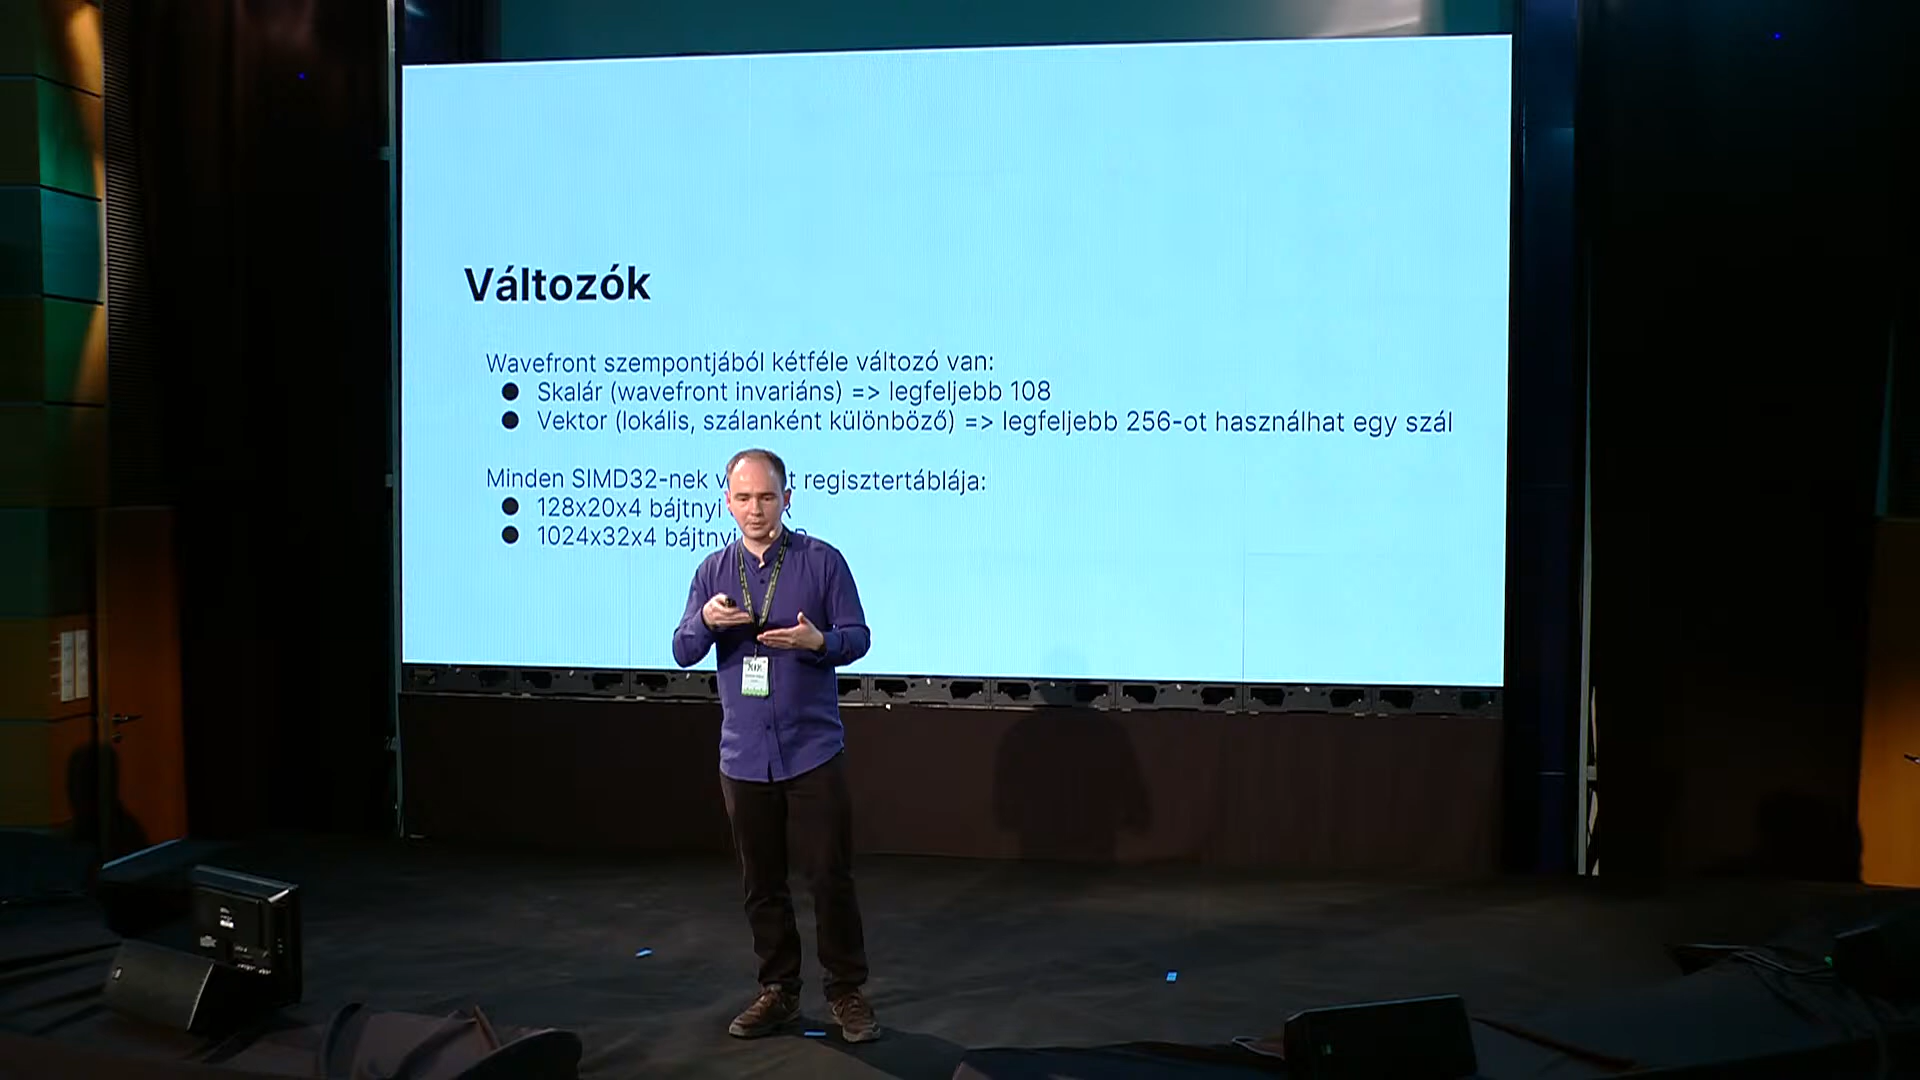 Változók
Wavefront szempontjából kétféle változó van:
Skalár (wavefront invariáns) => legfeljebb 108
Vektor (lokális, szálanként különböző) => legfeljebb 256-ot használhat egy szál
Minden SIMD32-nek regisztertáblája:
128x20x4 bájtnyi
1024x32x4 bájtnyi